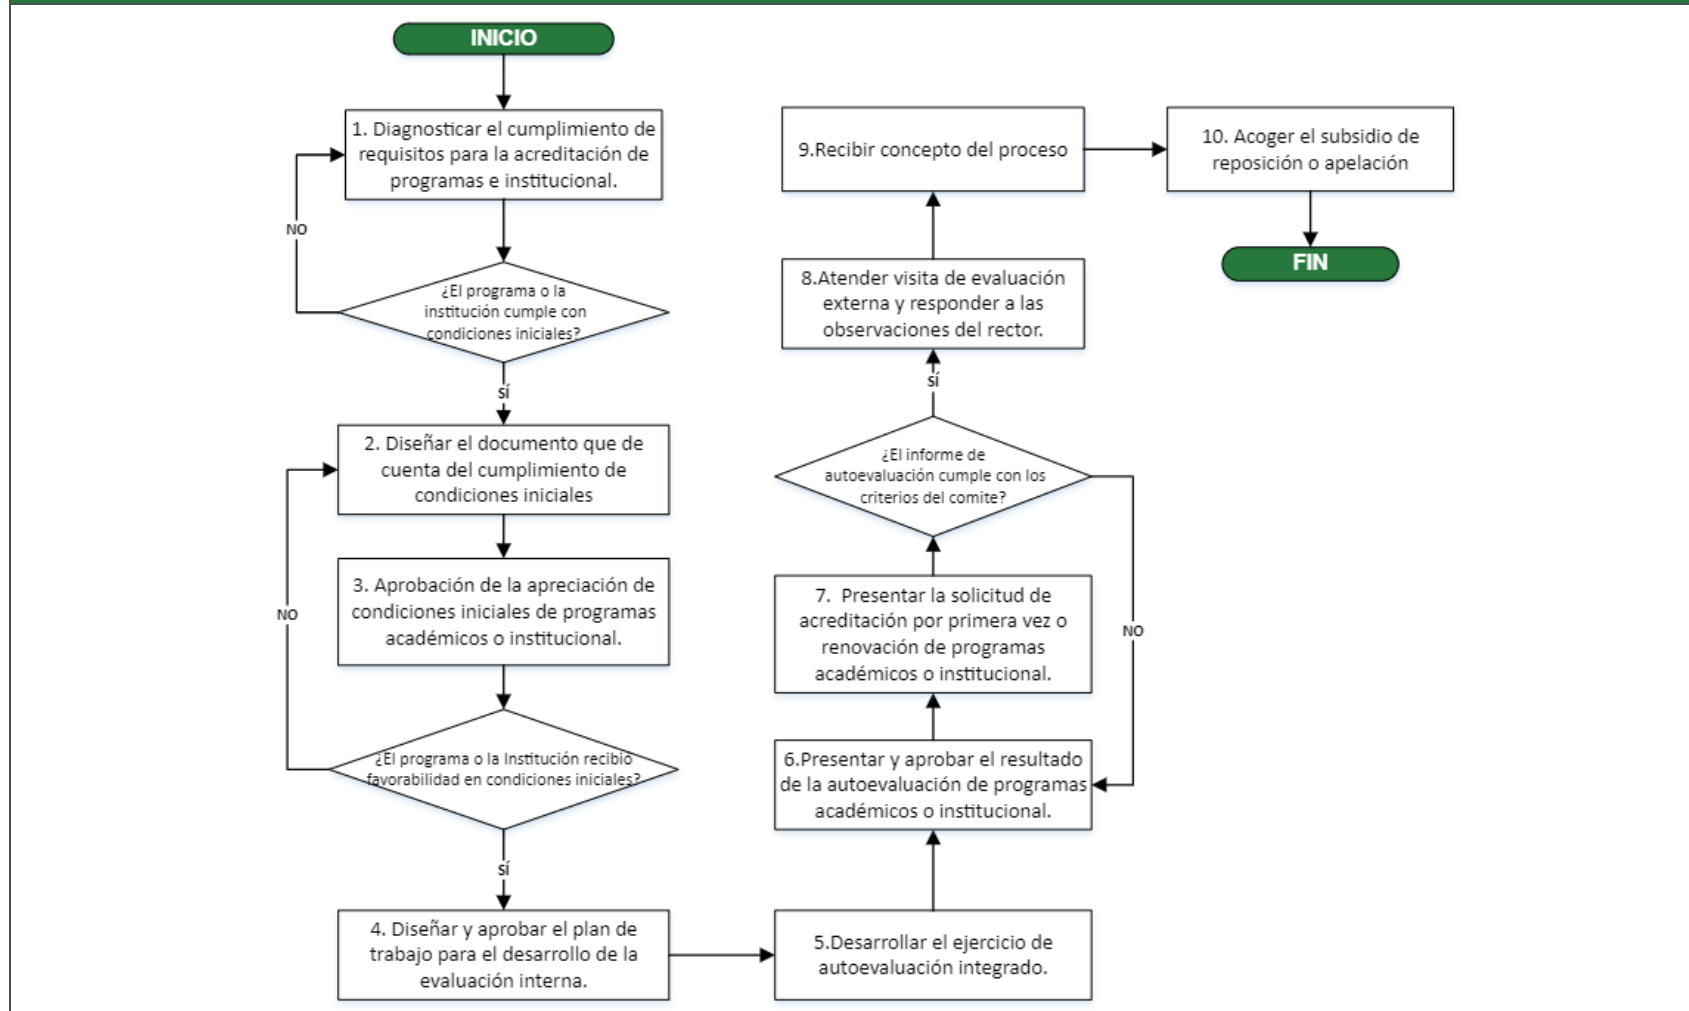 INICIO
1. Diagnosticar el cumplimiento de
requisitos para la acreditación de
programas e institucional.
NO
¿El programa o la
institución cumple con
condiciones iniciales?
SÍ
2. Diseñar el documento que de
cuenta del cumplimiento de
condiciones iniciales
3. Aprobación de la apreciación de
condiciones iniciales de programas
académicos o institucional.
NO
¿El programa o la Institución recibió
favorabilidad en condiciones iniciales?
SÍ
4. Diseñar y aprobar el plan de
trabajo para el desarrollo de la
evaluación interna.
5.Desarrollar el ejercicio de
autoevaluación integrado.
6.Presentar y aprobar el resultado
de la autoevaluación de programas
académicos o institucional.
7. Presentar la solicitud de
acreditación por primera vez o
renovación de programas
académicos o institucional.
NO
¿El informe de
autoevaluación cumple con los
criterios del comite?
SÍ
8.Atender visita de evaluación
externa y responder a las
observaciones del rector.
9.Recibir concepto del proceso
10. Acoger el subsidio de
reposición o apelación
FIN